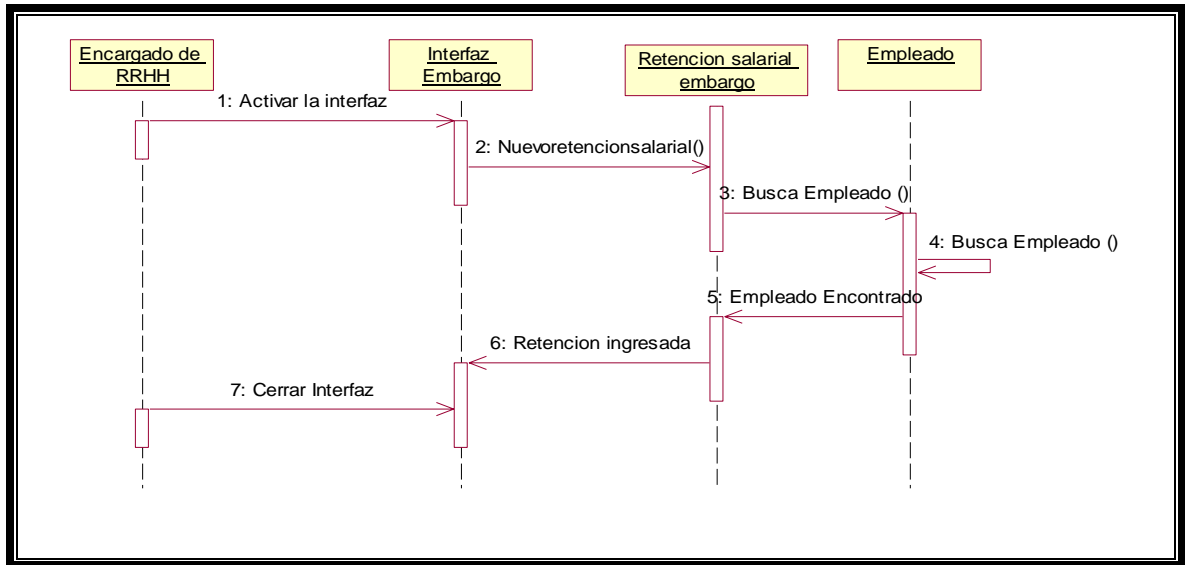 Encargado de
RRHH
Interfaz
Embargo
Retencion salarial
embargo
Empleado
1: Activar la interfaz
2: Nuevoretencionsalarial()
3: Busca Empleado ()
4: Busca Empleado ()
5: Empleado Encontrado
6: Retencion ingresada
7: Cerrar Interfaz